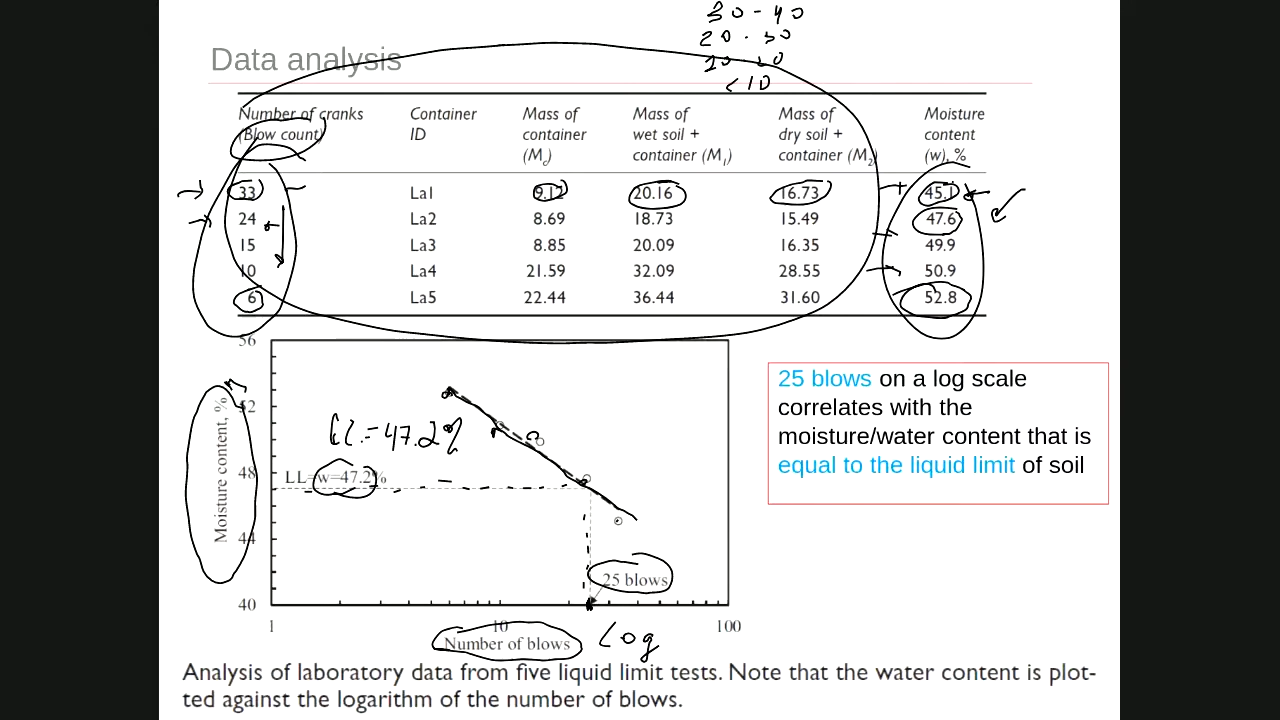 30 - 40
20 - 30
10 - 20
< 10
Data analysis
Number of cranks (Blow count) Container ID Mass of container (Mc) Mass of wet soil + container (M1) Mass of dry soil + container (M2) Moisture content (w), %
33 La1 9.12 20.16 16.73 45.1
24 La2 8.69 18.73 15.49 47.6
15 La3 8.85 20.09 16.35 49.9
10 La4 21.59 32.09 28.55 50.9
6 La5 22.44 36.44 31.60 52.8
56
52
48
44
40
Moisture content, %
LL = 47.2%
LL=w=47.2%
25 blows
1 10 100
Number of blows
Log
25 blows on a log scale
correlates with the
moisture/water content that is
equal to the liquid limit of soil
Analysis of laboratory data from five liquid limit tests. Note that the water content is plot-
ted against the logarithm of the number of blows.